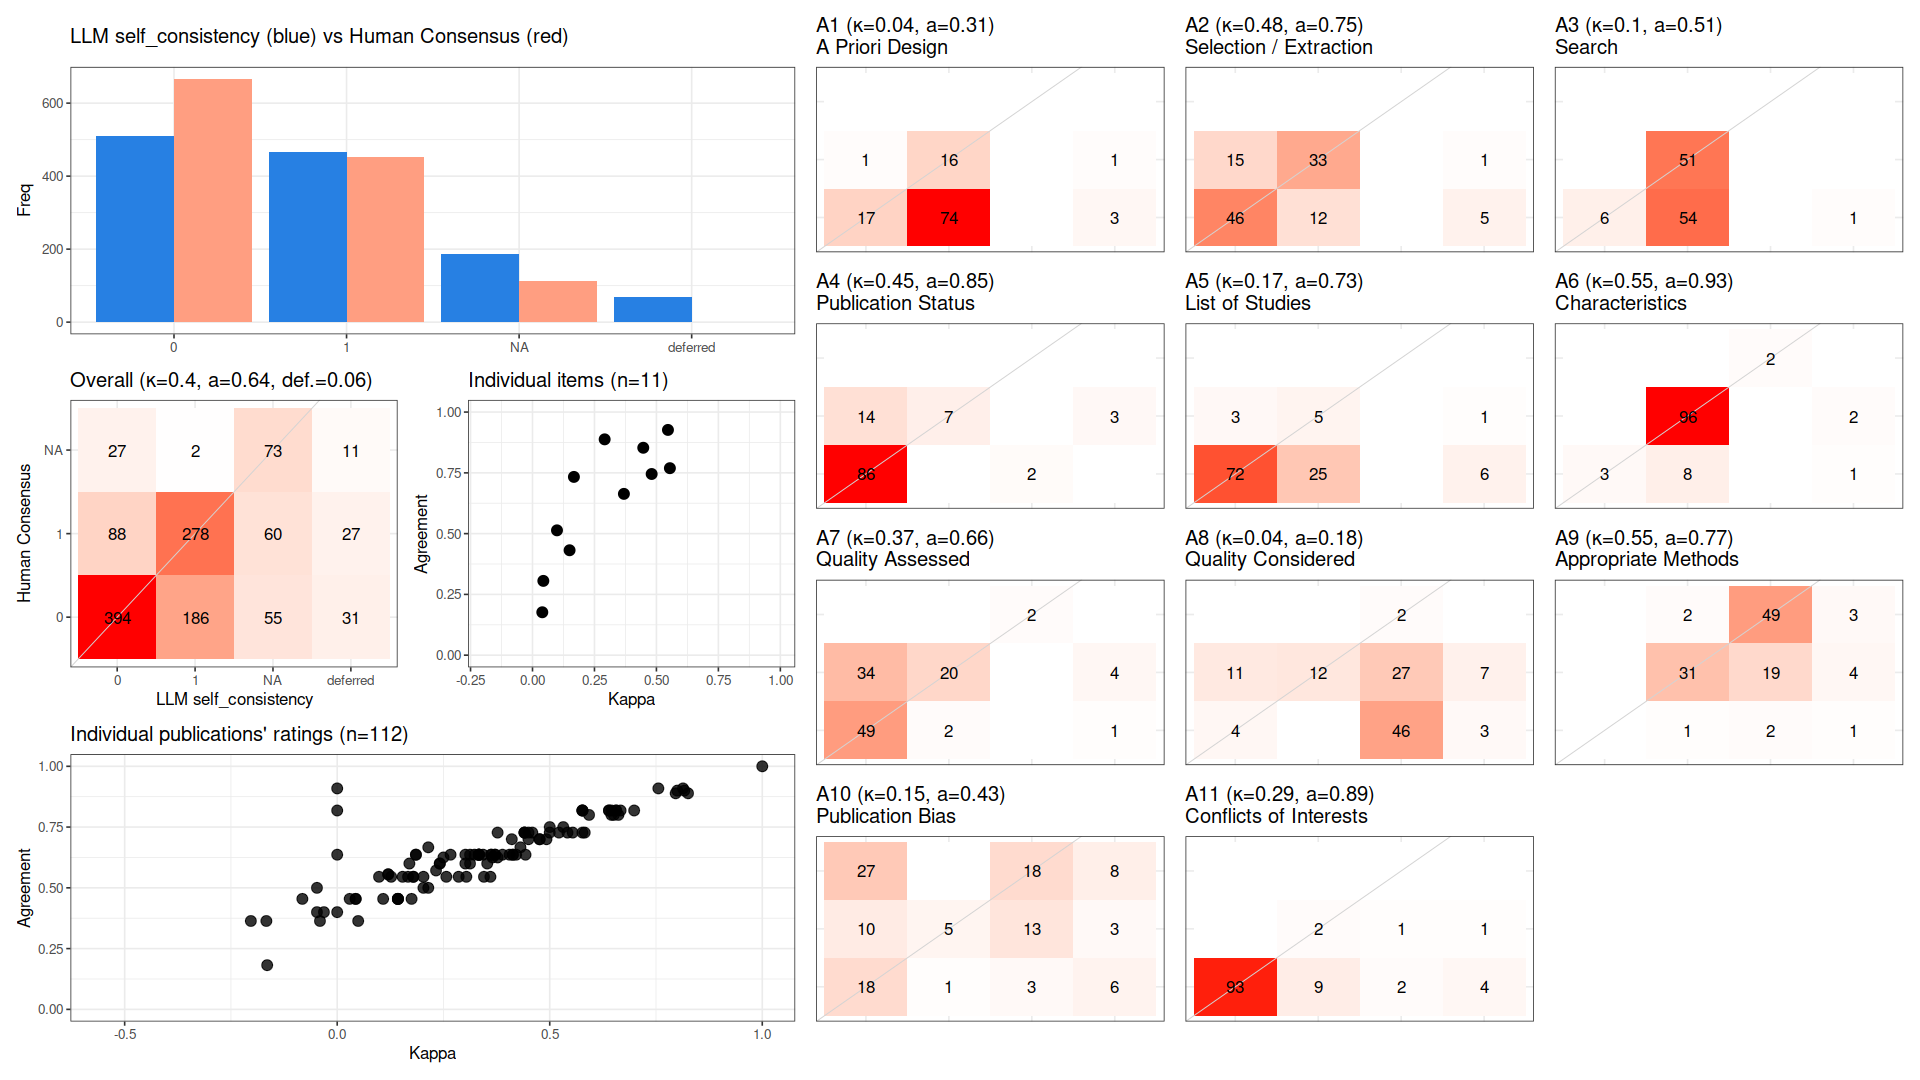 LLM self_consistency (blue) vs Human Consensus (red)
Freq
600
400
200
0
0 1 NA deferred
Overall (κ=0.4, a=0.64, def.=0.06)
Human Consensus
NA 27 2 73 11
1 88 278 60 27
0 394 186 55 31
0 1 NA deferred
LLM self_consistency
Individual items (n=11)
Agreement
1.00
0.75
0.50
0.25
0.00
-0.25 0.00 0.25 0.50 0.75 1.00
Kappa
Individual publications' ratings (n=112)
Agreement
1.00
0.75
0.50
0.25
0.00
-0.5 0.0 0.5 1.0
Kappa
A1 (κ=0.04, a=0.31)
A Priori Design
1 16 1
17 74 3
A2 (κ=0.48, a=0.75)
Selection / Extraction
15 33 1
46 12 5
A3 (κ=0.1, a=0.51)
Search
51
6 54 1
A4 (κ=0.45, a=0.85)
Publication Status
14 7 3
86 2
A5 (κ=0.17, a=0.73)
List of Studies
3 5 1
72 25 6
A6 (κ=0.55, a=0.93)
Characteristics
2
96 2
3 8 1
A7 (κ=0.37, a=0.66)
Quality Assessed
2
34 20 4
49 2 1
A8 (κ=0.04, a=0.18)
Quality Considered
2
11 12 27 7
4 46 3
A9 (κ=0.55, a=0.77)
Appropriate Methods
2 49 3
31 19 4
1 2 1
A10 (κ=0.15, a=0.43)
Publication Bias
27 18 8
10 5 13 3
18 1 3 6
A11 (κ=0.29, a=0.89)
Conflicts of Interests
2 1 1
93 9 2 4